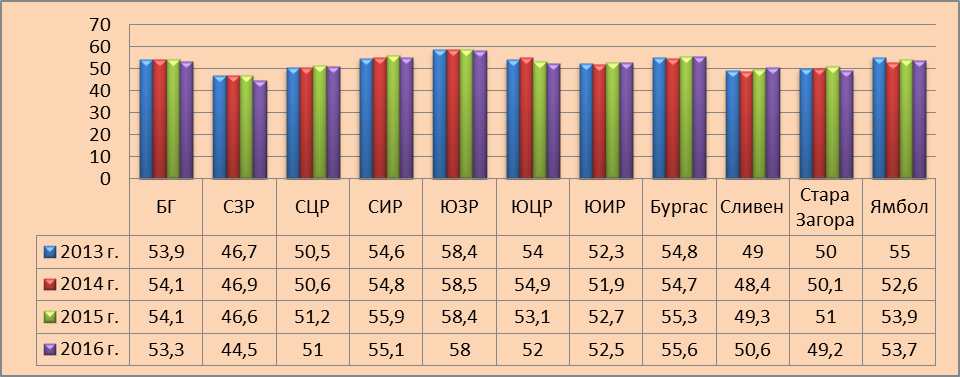 70
60
50
40
30
20
10
0
БГ СЗР СЦР СИР ЮЗР ЮЦР ЮИР Бургас Сливен Стара Загора Ямбол
2013 г. 53,9 46,7 50,5 54,6 58,4 54 52,3 54,8 49 50 55
2014 г. 54,1 46,9 50,6 54,8 58,5 54,9 51,9 54,7 48,4 50,1 52,6
2015 г. 54,1 46,6 51,2 55,9 58,4 53,1 52,7 55,3 49,3 51 53,9
2016 г. 53,3 44,5 51 55,1 58 52 52,5 55,6 50,6 49,2 53,7